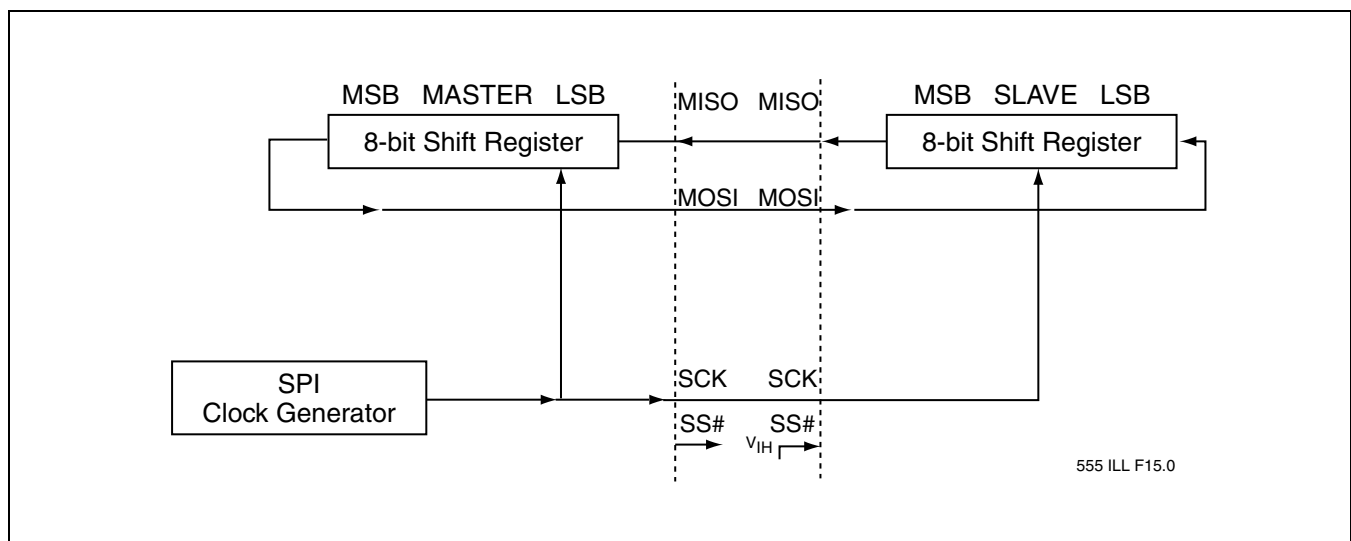 MSB MASTER LSB
MISO MISO
MSB SLAVE LSB
8-bit Shift Register
8-bit Shift Register
MOSI MOSI
SPI
Clock Generator
SCK SCK
SS# SS#
VIH
555 ILL F15.0